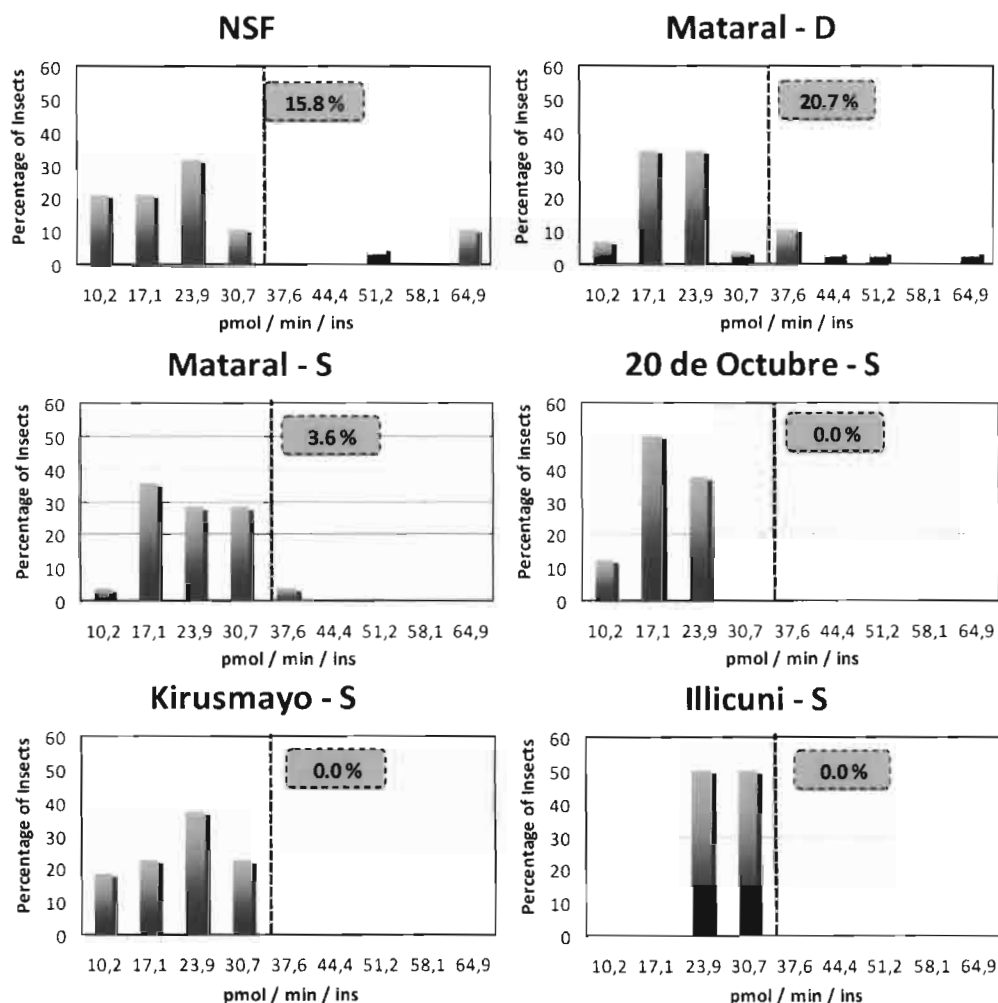 NSF
Percentage of Insects
60
50
40
30
20
10
0
15.8 %
10,2 17,1 23,9 30,7 37,6 44,4 51,2 58,1 64,9
pmol / min / ins
Mataral - D
Percentage of Insects
60
50
40
30
20
10
0
20.7 %
10,2 17,1 23,9 30,7 37,6 44,4 51,2 58,1 64,9
pmol / min / ins
Mataral - S
Percentage of Insects
60
50
40
30
20
10
0
3.6 %
10,2 17,1 23,9 30,7 37,6 44,4 51,2 58,1 64,9
pmol / min / ins
20 de Octubre - S
Percentage of Insects
60
50
40
30
20
10
0
0.0 %
10,2 17,1 23,9 30,7 37,6 44,4 51,2 58,1 64,9
pmol / min / ins
Kirusmayo - S
Percentage of Insects
60
50
40
30
20
10
0
0.0 %
10,2 17,1 23,9 30,7 37,6 44,4 51,2 58,1 64,9
pmol / min / ins
Illicuni - S
Percentage of Insects
60
50
40
30
20
10
0
0.0 %
10,2 17,1 23,9 30,7 37,6 44,4 51,2 58,1 64,9
pmol / min / ins